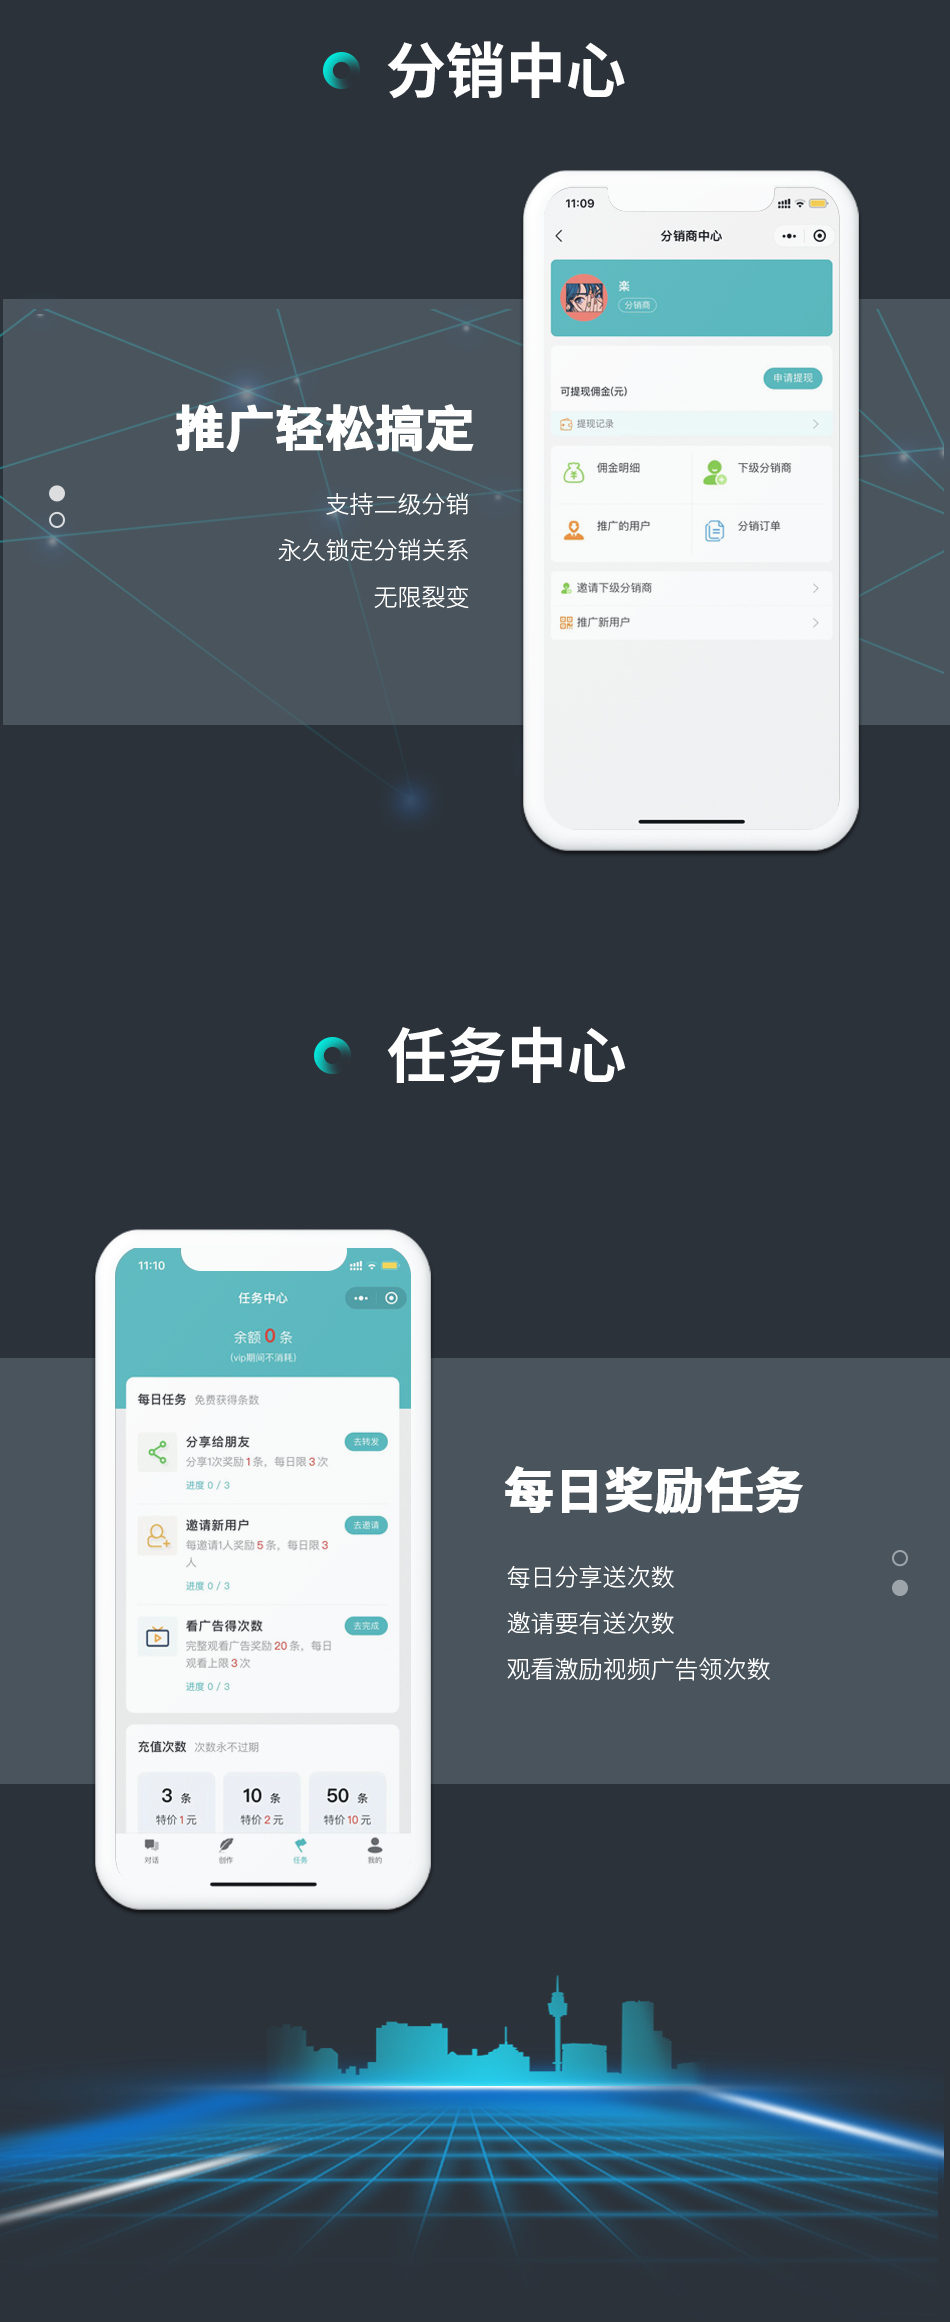 分销中心
11:09
分销商中心
楽
分销商
申请提现
可提现佣金(元)
提现记录
推广轻松搞定
支持二级分销
永久锁定分销关系
无限裂变
佣金明细
下级分销商
推广的用户
分销订单
邀请下级分销商
推广新用户
任务中心
11:10
任务中心
余额 0 条
(vip期间不消耗)
每日任务 免费获得条数
分享给朋友
去转发
分享1次奖励 1 条，每日限 3 次
进度 0 / 3
邀请新用户
去邀请
每邀请1人奖励 5 条，每日限 3
人
进度 0 / 3
看广告得次数
去完成
完整观看广告奖励 20 条，每日
观看上限 3 次
进度 0 / 3
充值次数 次数永不过期
3 条
10 条
50 条
特价 1 元
特价 2 元
特价 10 元
对话
创作
任务
我的
每日奖励任务
每日分享送次数
邀请要有送次数
观看激励视频广告领次数